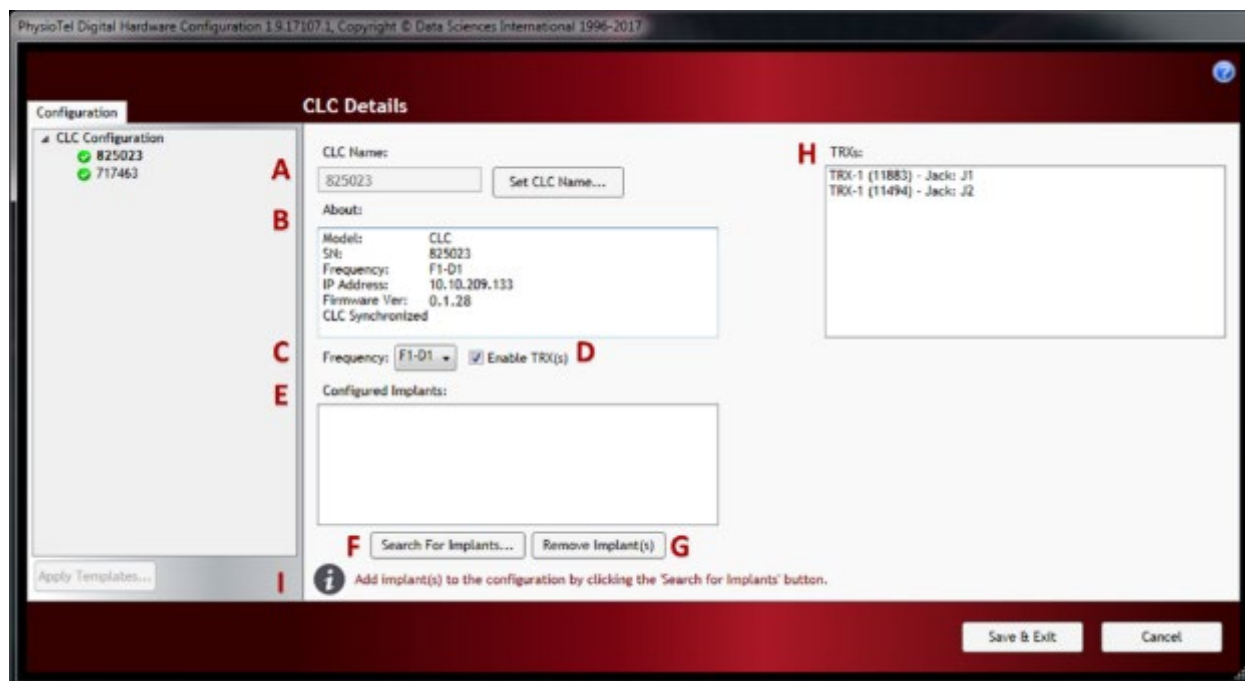 PhysioTel Digital Hardware Configuration 1.9.17107.1, Copyright © Data Sciences International 1996-2017
Configuration
CLC Details
CLC Configuration
825023
717463
A
CLC Name:
825023
Set CLC Name...
B
About:
Model: CLC
SN: 825023
Frequency: F1-D1
IP Address: 10.10.209.133
Firmware Ver: 0.1.28
CLC Synchronized
C
Frequency: F1-D1
Enable TRX(s)
D
E
Configured Implants:
F
Search For Implants...
Remove Implant(s)
G
H
TRXs:
TRX-1 (11883) - Jack: J1
TRX-1 (11494) - Jack: J2
Apply Templates...
I
Add implant(s) to the configuration by clicking the 'Search for Implants' button.
Save & Exit
Cancel